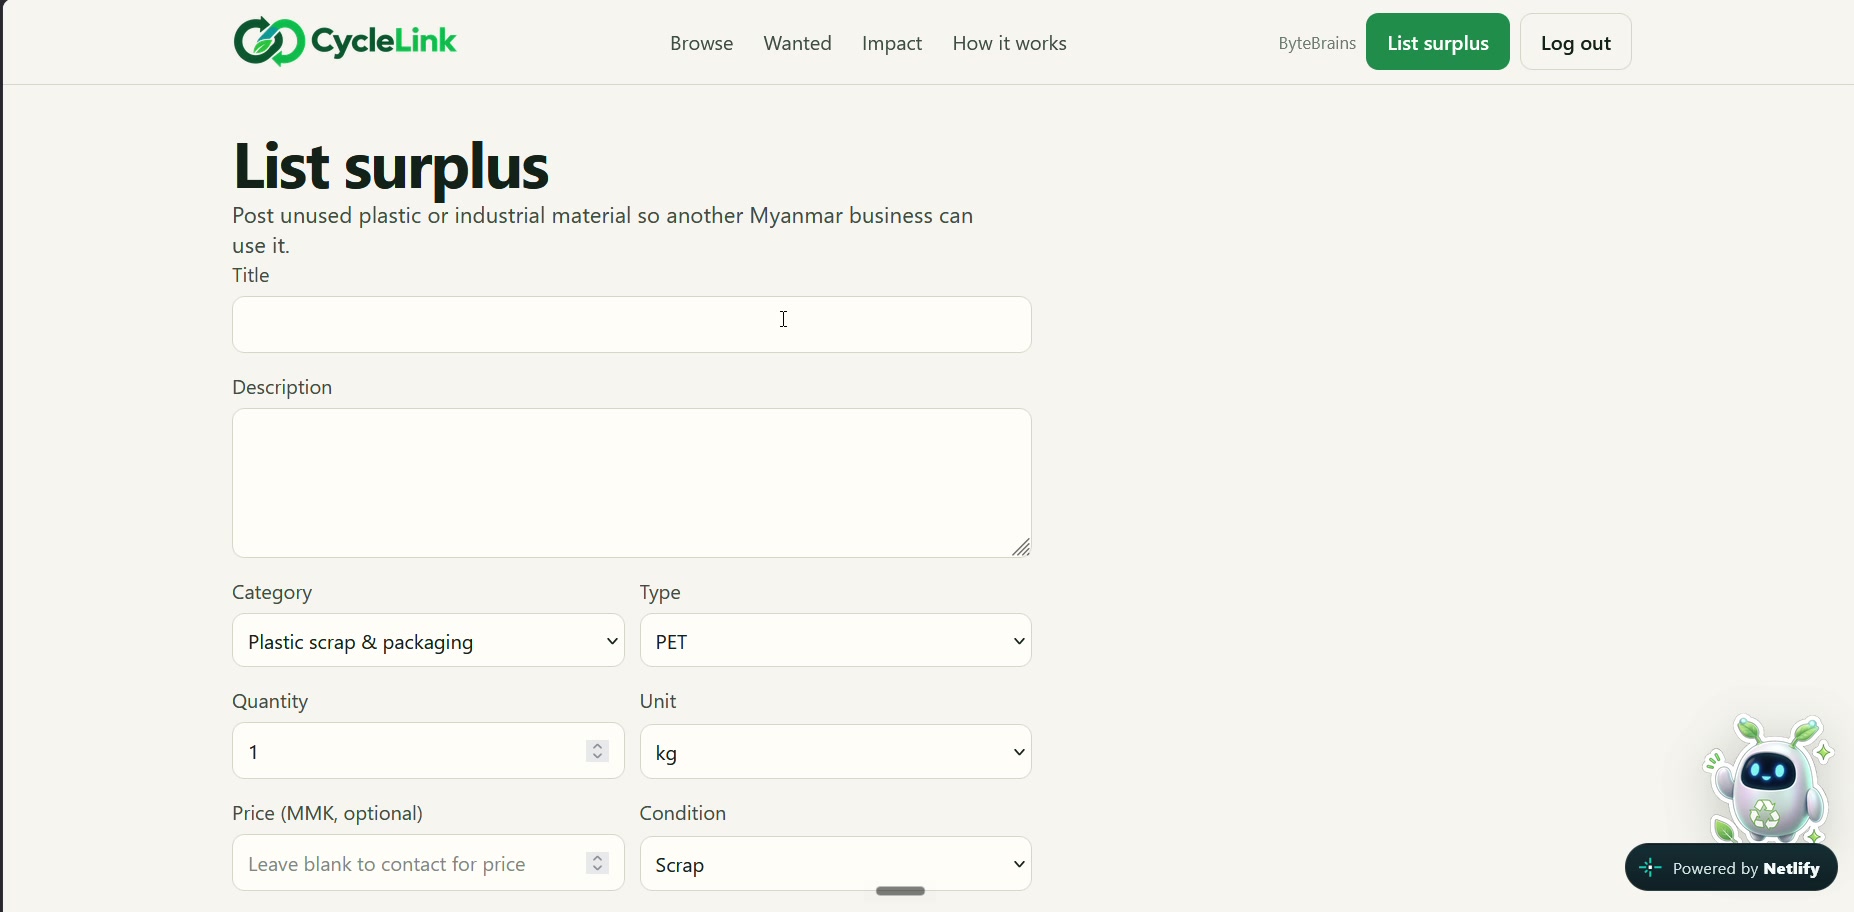 CycleLink
Browse Wanted Impact How it works
ByteBrains List surplus Log out
List surplus
Post unused plastic or industrial material so another Myanmar business can
use it.
Title
Description
Category Type
Plastic scrap & packaging PET
Quantity Unit
1 kg
Price (MMK, optional) Condition
Leave blank to contact for price Scrap
Powered by Netlify